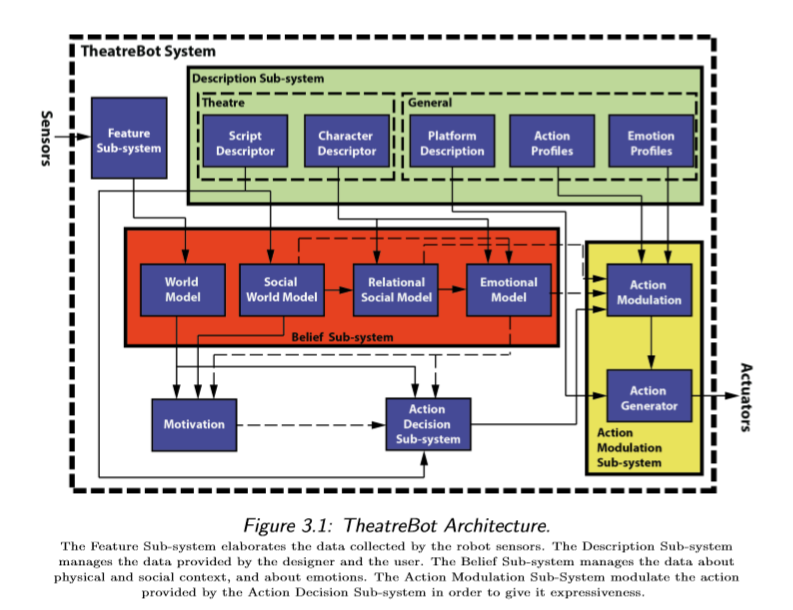 TheatreBot System
Description Sub-system
Theatre
General
Sensors
Feature
Sub-system
Script
Descriptor
Character
Descriptor
Platform
Description
Action
Profiles
Emotion
Profiles
World
Model
Social
World Model
Relational
Social Model
Emotional
Model
Action
Modulation
Belief Sub-system
Motivation
Action
Decision
Sub-system
Action
Generator
Actuators
Action
Modulation
Sub-system
Figure 3.1: TheatreBot Architecture.
The Feature Sub-system elaborates the data collected by the robot sensors. The Description Sub-system
manages the data provided by the designer and the user. The Belief Sub-system manages the data about
physical and social context, and about emotions. The Action Modulation Sub-System modulate the action
provided by the Action Decision Sub-system in order to give it expressiveness.